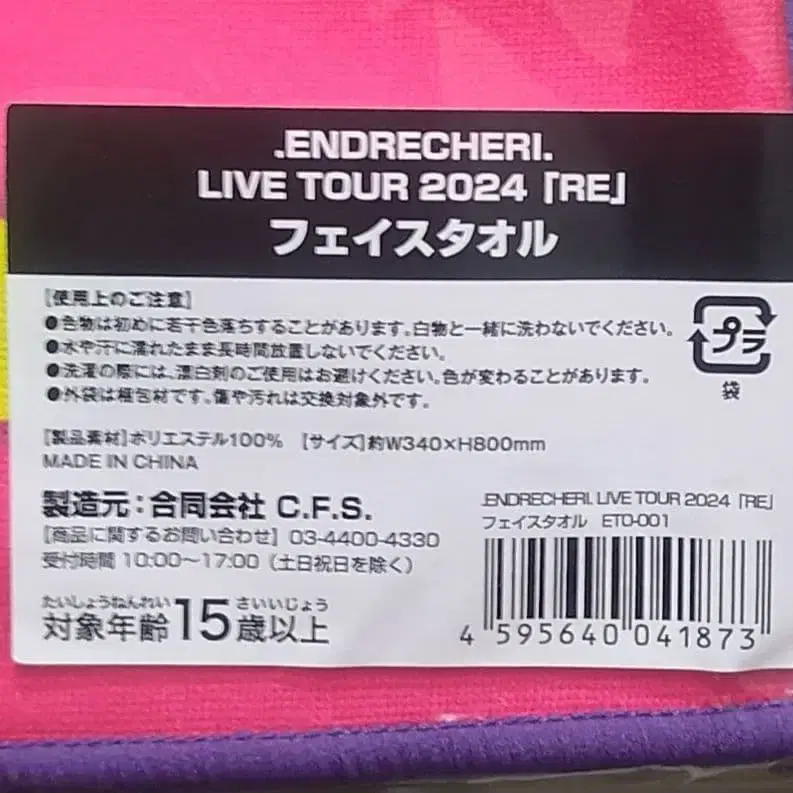 .ENDRECHERI.
LIVE TOUR 2024「RE」
フェイスタオル
【使用上のご注意】
●色物は初めに若干色落ちすることがあります。白物と一緒に洗わないでください。
●水や汗に濡れたまま長時間放置しないでください。
●洗濯の際には、漂白剤のご使用はお避けください。色が変わることがあります。
●外袋は梱包材です。傷や汚れは交換対象外です。
プラ
袋
【製品素材】ポリエステル100% 【サイズ】約W340×H800mm
MADE IN CHINA
製造元：合同会社 C.F.S.
【商品に関するお問い合わせ】 03-4400-4330
受付時間 10:00～17:00（土日祝日を除く）
たいしょうねんれい さいいじょう
対象年齢15歳以上
.ENDRECHERI. LIVE TOUR 2024「RE」
フェイスタオル ETO-001
4 595640 041873